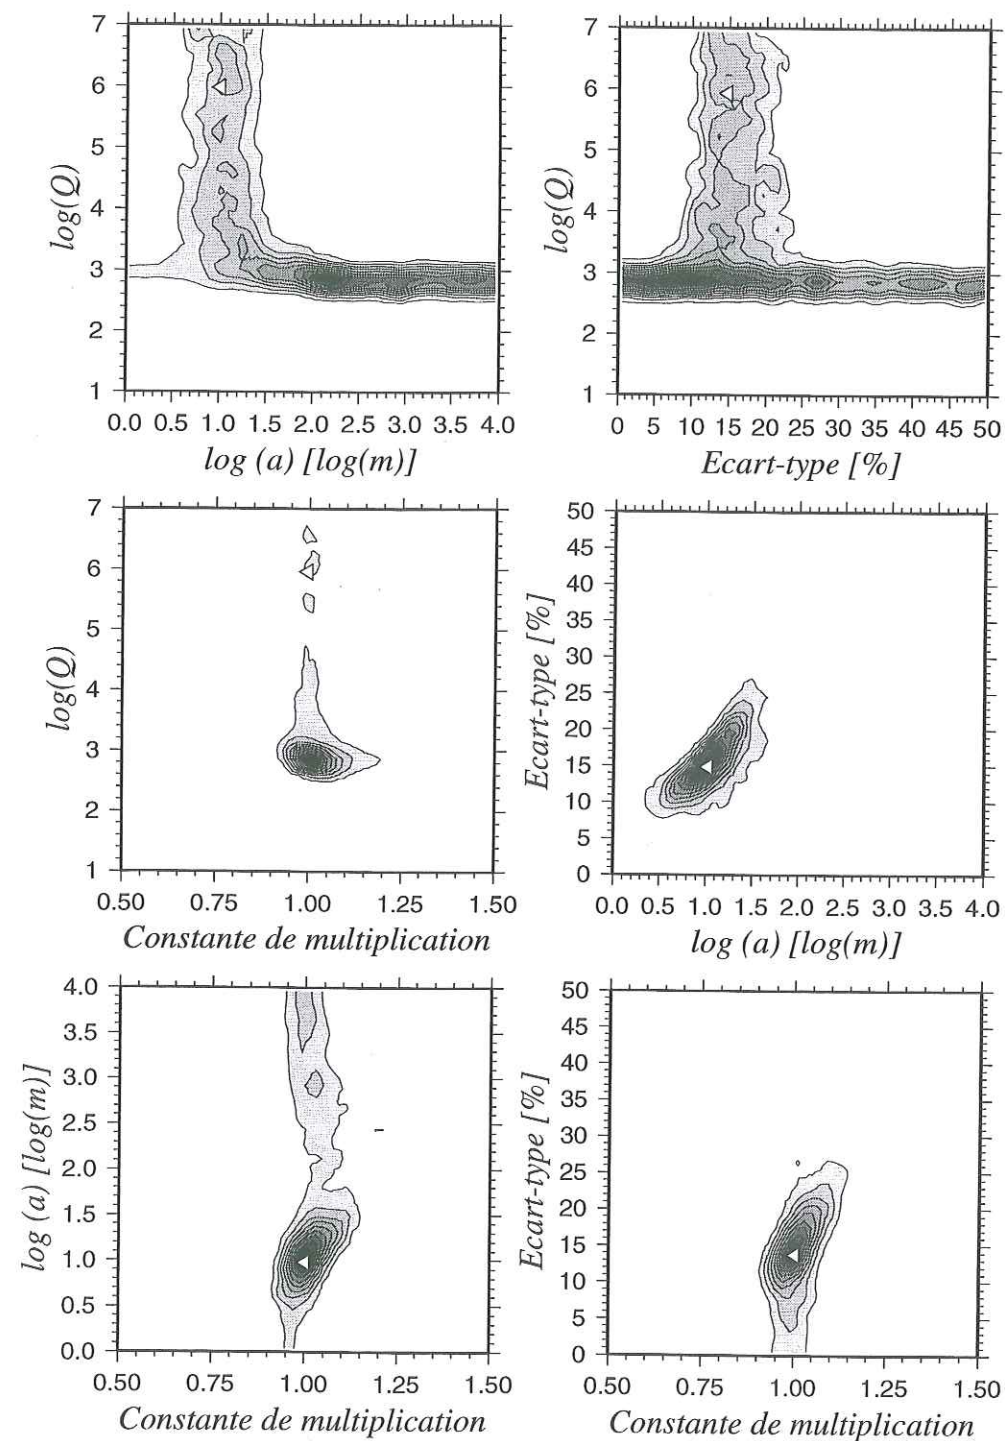 7
6
5
4
3
2
1
log(Q)
0.0 0.5 1.0 1.5 2.0 2.5 3.0 3.5 4.0
log (a) [log(m)]
7
6
5
4
3
2
1
log(Q)
0 5 10 15 20 25 30 35 40 45 50
Ecart-type [%]
7
6
5
4
3
2
1
log(Q)
0.50 0.75 1.00 1.25 1.50
Constante de multiplication
50
45
40
35
30
25
20
15
10
5
0
Ecart-type [%]
0.0 0.5 1.0 1.5 2.0 2.5 3.0 3.5 4.0
log (a) [log(m)]
4.0
3.5
3.0
2.5
2.0
1.5
1.0
0.5
0.0
log (a) [log(m)]
0.50 0.75 1.00 1.25 1.50
Constante de multiplication
50
45
40
35
30
25
20
15
10
5
0
Ecart-type [%]
0.50 0.75 1.00 1.25 1.50
Constante de multiplication